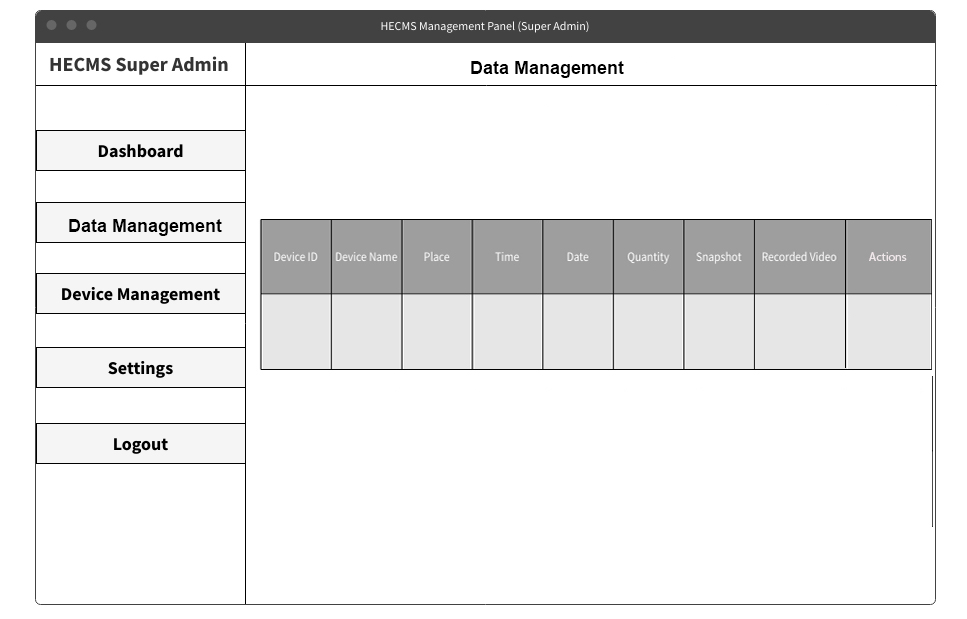 HECMS Management Panel (Super Admin)
HECMS Super Admin
Data Management
Dashboard
Data Management
Device Management
Settings
Logout
Device ID Device Name Place Time Date Quantity Snapshot Recorded Video Actions